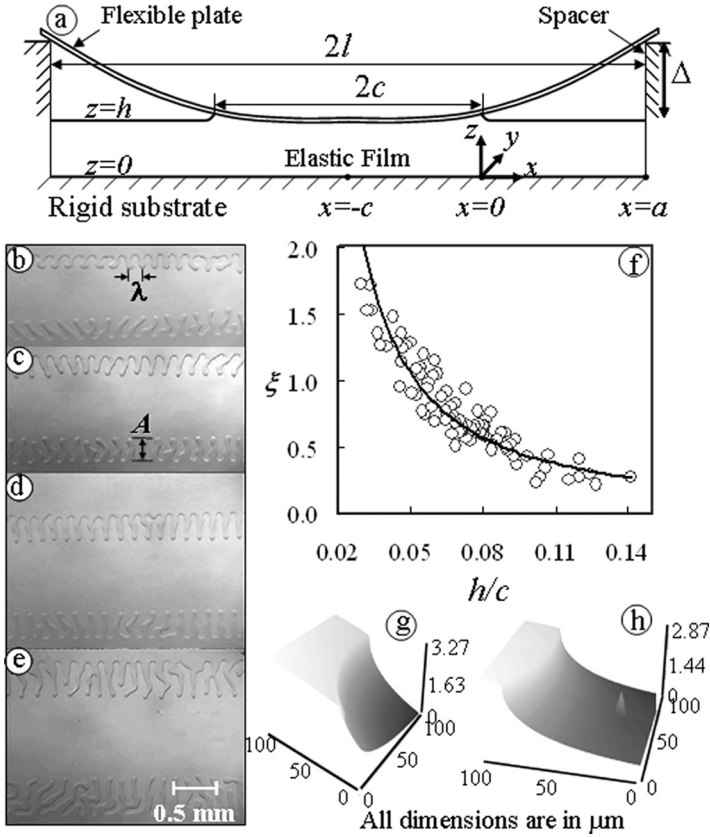 a Flexible plate Spacer
2l
Δ
2c
z=h
z y
z=0 Elastic Film x
Rigid substrate x=-c x=0 x=a
b
λ
c
A
d
e
0.5 mm
f
2.0
1.5
ξ 1.0
0.5
0.0
0.02 0.05 0.08 0.11 0.14
h/c
g
3.27
1.63
0
100
50
0
100
50
0
h
2.87
1.44
0
100
50
0
100
50
0
All dimensions are in μm